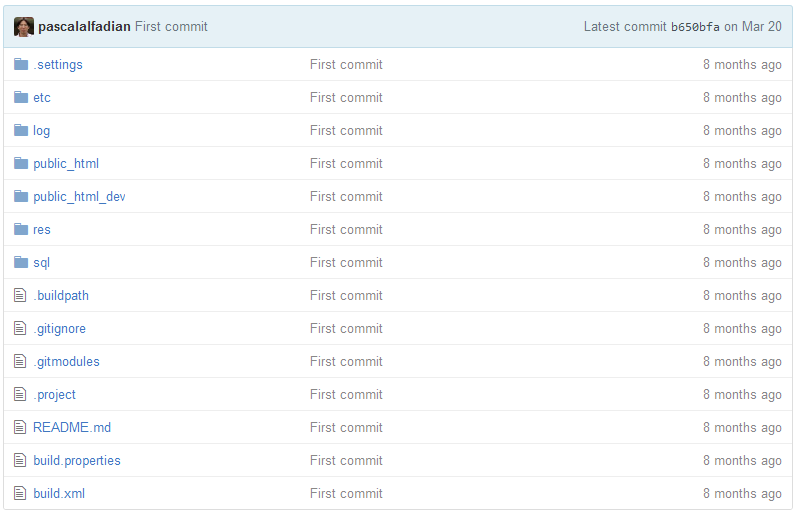 pascalalfadian First commit Latest commit b650bfa on Mar 20
.settings First commit 8 months ago
etc First commit 8 months ago
log First commit 8 months ago
public_html First commit 8 months ago
public_html_dev First commit 8 months ago
res First commit 8 months ago
sql First commit 8 months ago
.buildpath First commit 8 months ago
.gitignore First commit 8 months ago
.gitmodules First commit 8 months ago
.project First commit 8 months ago
README.md First commit 8 months ago
build.properties First commit 8 months ago
build.xml First commit 8 months ago